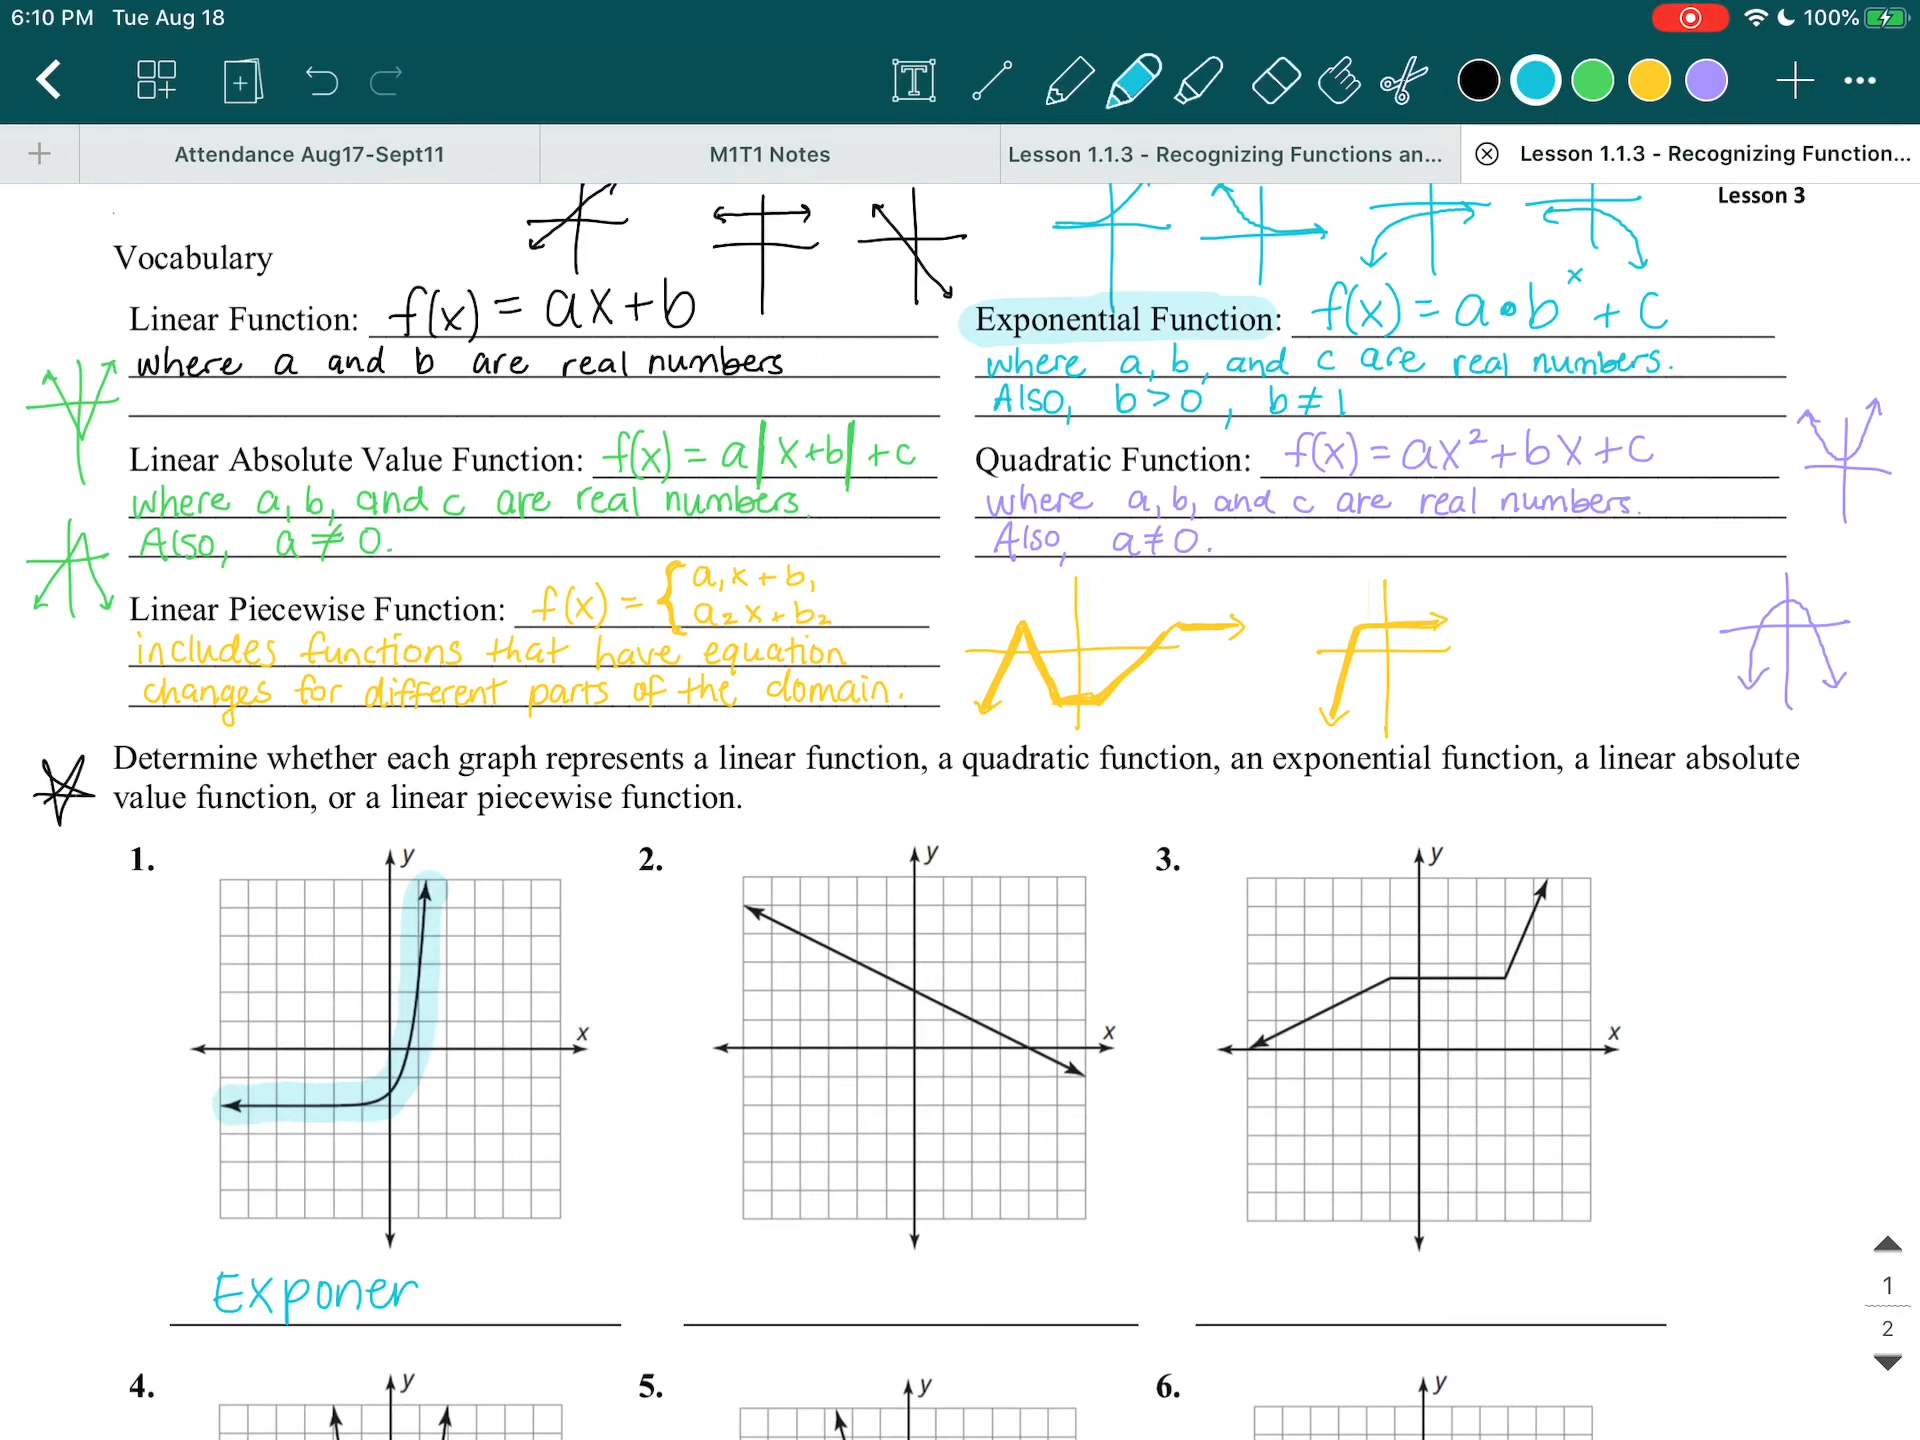 6:10 PM Tue Aug 18
100%
Attendance Aug17-Sept11
M1T1 Notes
Lesson 1.1.3 - Recognizing Functions an...
Lesson 1.1.3 - Recognizing Function...
Lesson 3
Vocabulary
Linear Function: f(x) = ax+b
where a and b are real numbers
Exponential Function: f(x) = a•b^x + c
where a, b, and c are real numbers.
Also, b>0, b≠1
Linear Absolute Value Function: f(x) = a|x+b|+c
where a, b, and c are real numbers.
Also, a≠0.
Quadratic Function: f(x) = ax²+bx+c
where a, b, and c are real numbers.
Also, a≠0.
Linear Piecewise Function: f(x) = { a₁x+b₁
a₂x+b₂
includes functions that have equation
changes for different parts of the domain.
Determine whether each graph represents a linear function, a quadratic function, an exponential function, a linear absolute
value function, or a linear piecewise function.
1. y x
2. y x
3. y x
Exponer
1
2
4. y
5. y
6. y